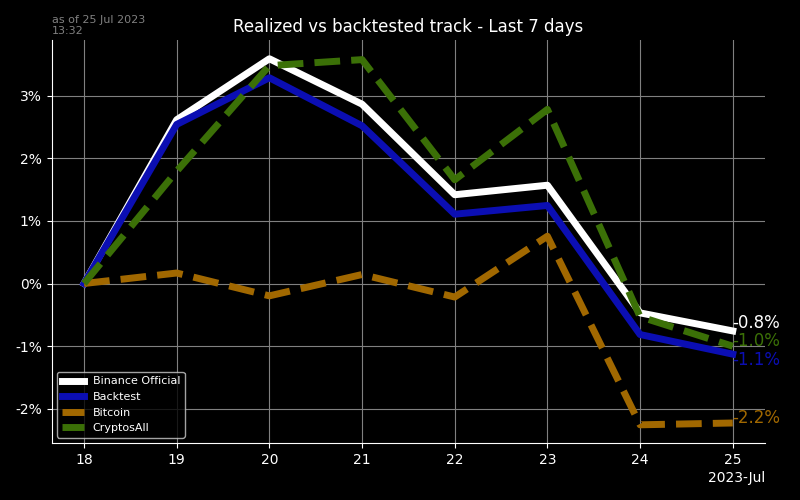 as of 25 Jul 2023
13:32
Realized vs backtested track - Last 7 days
3%
2%
1%
0%
-1%
-2%
-0.8%
-1.0%
-1.1%
-2.2%
Binance Official
Backtest
Bitcoin
CryptosAll
18 19 20 21 22 23 24 25
2023-Jul